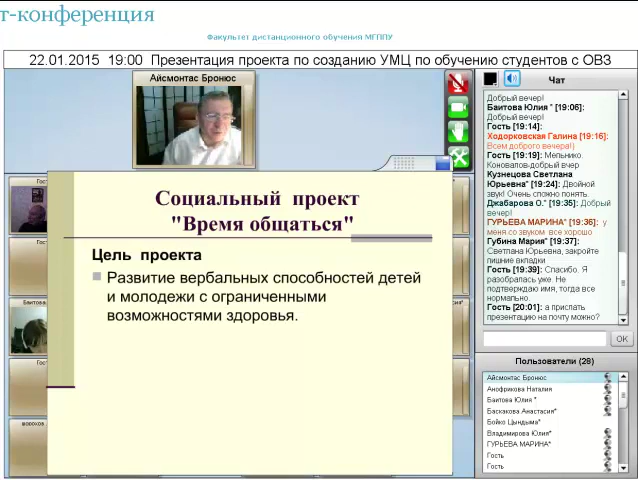 т-конференция
Факультет дистанционного обучения МГППУ
22.01.2015 19:00 Презентация проекта по созданию УМЦ по обучению студентов с ОВЗ
Айсмонтас Бронюс
Социальный проект
"Время общаться"
Цель проекта
Развитие вербальных способностей детей
и молодежи с ограниченными
возможностями здоровья.
Гос
Гост
Баитова
Гост
Чат
Добрый вечер!
Баитова Юлия * [19:06]:
Добрый вечер!
Гость [19:14]:
Ходорковская Галина [19:16]:
Всем доброго вечера!)
Гость [19:19]: Мельнико.
Коновалов-добрый вечер
Кузнецова Светлана
Юрьевна* [19:24]: Двойной
звук! Очень сложно понять.
Джабарова О.* [19:35]: Добрый
вечер!
ГУРЬЕВА МАРИНА* [19:36]: у
меня со звуком все хорошо
Губина Мария* [19:37]:
Светлана Юрьевна, закройте
лишние вкладки
Гость [19:39]: Спасибо. Я
разобралась уже. Не
подтверждаю имя, тогда все
нормально.
Гость [20:01]: а прислать
презентацию на почту можно?
OK
Пользователи (28)
Айсмонтас Бронюс
Анофрикова Наталия
Баитова Юлия *
Баскакова Анастасия*
Бойко Цындыма*
Владимирова Юлия*
ГУРЬЕВА МАРИНА*
Гость
Гость